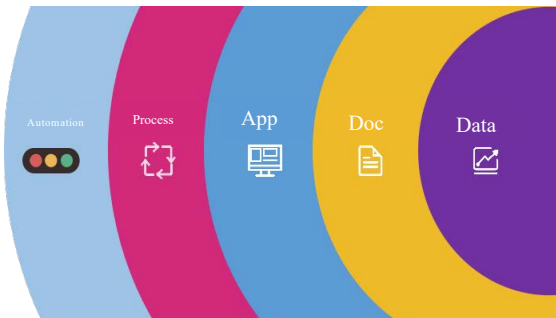 Automation
Process
App
Doc
Data